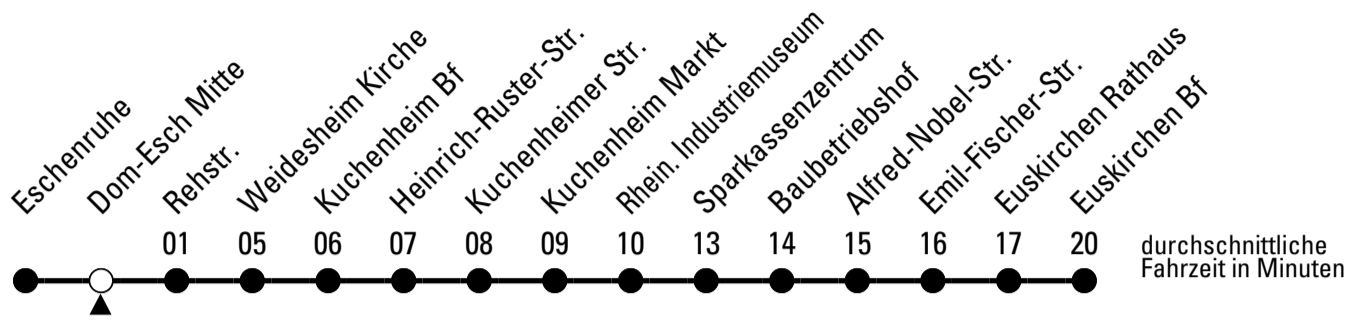 Eschenruhe
Dom-Esch Mitte
Rehstr.
Weidesheim Kirche
Kuchenheim Bf
Heinrich-Ruster-Str.
Kuchenheimer Str.
Kuchenheim Markt
Rhein. Industriemuseum
Sparkassenzentrum
Baubetriebshof
Alfred-Nobel-Str.
Emil-Fischer-Str.
Euskirchen Rathaus
Euskirchen Bf
01 05 06 07 08 09 10 13 14 15 16 17 20
durchschnittliche
Fahrzeit in Minuten